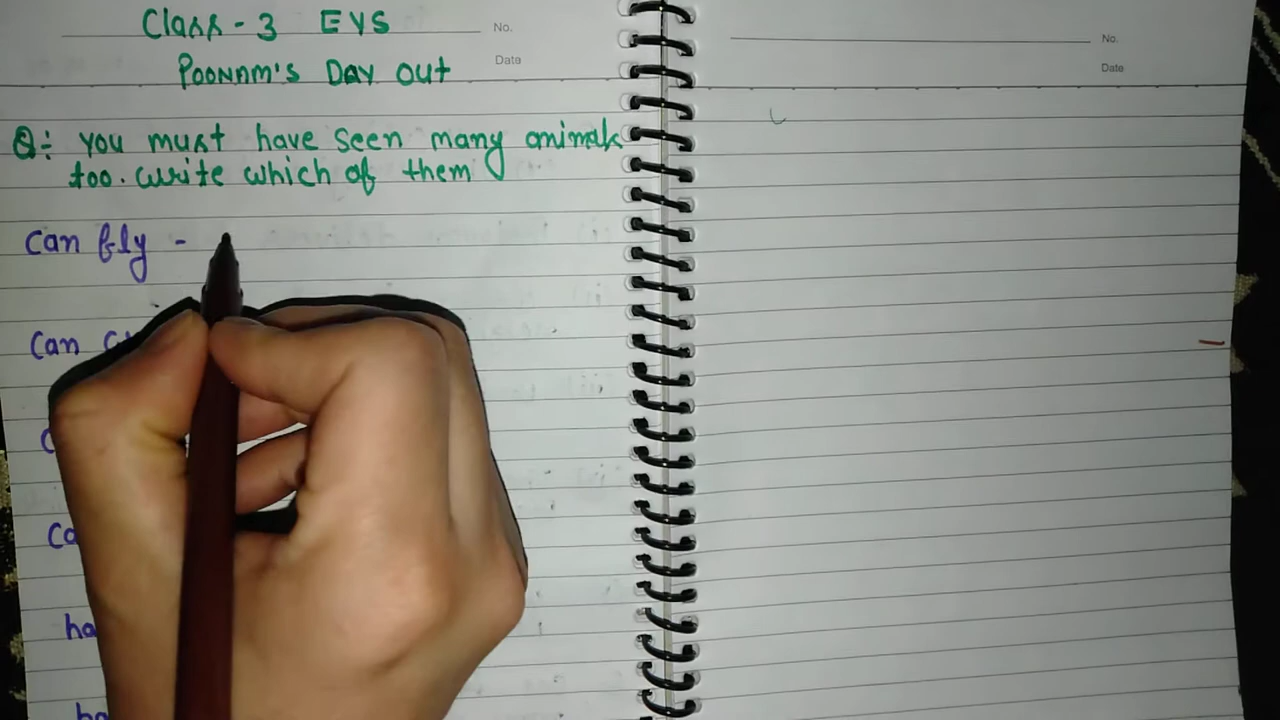 Class - 3 EVS
No.
POONAM'S DAY OUT
Date
Q:- You must have seen many animals
too. write which of them
Can fly -
Can
No.
Date